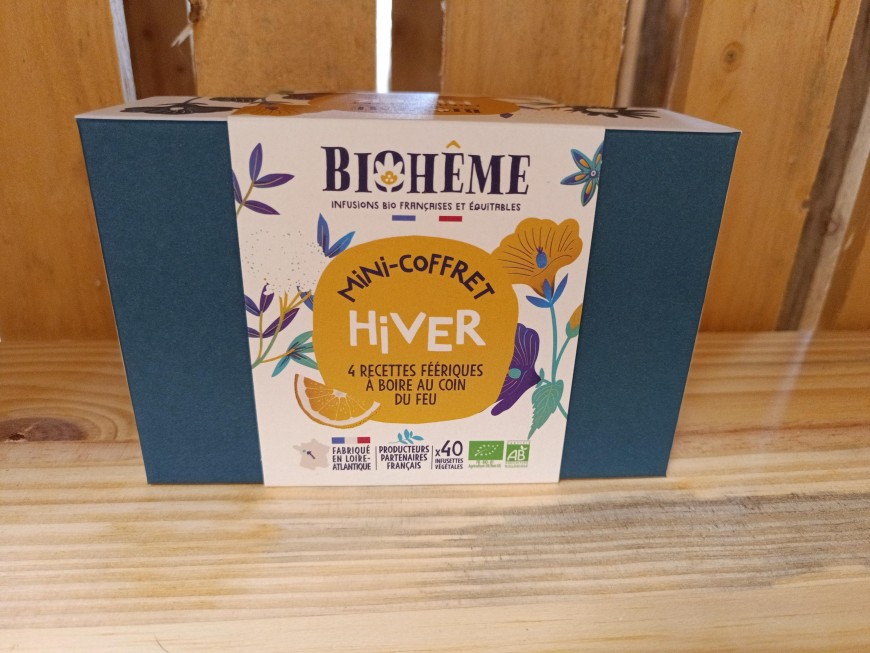 BIOHÊME
INFUSIONS BIO FRANÇAISES ET ÉQUITABLES
MiNi-COFFRET
HiVER
4 RECETTES FÉÉRIQUES
À BOIRE AU COIN
DU FEU
FABRIQUÉ
EN LOIRE-
ATLANTIQUE
PRODUCTEURS
PARTENAIRES
FRANÇAIS
x40
INFUSETTES
VÉGÉTALES
AB